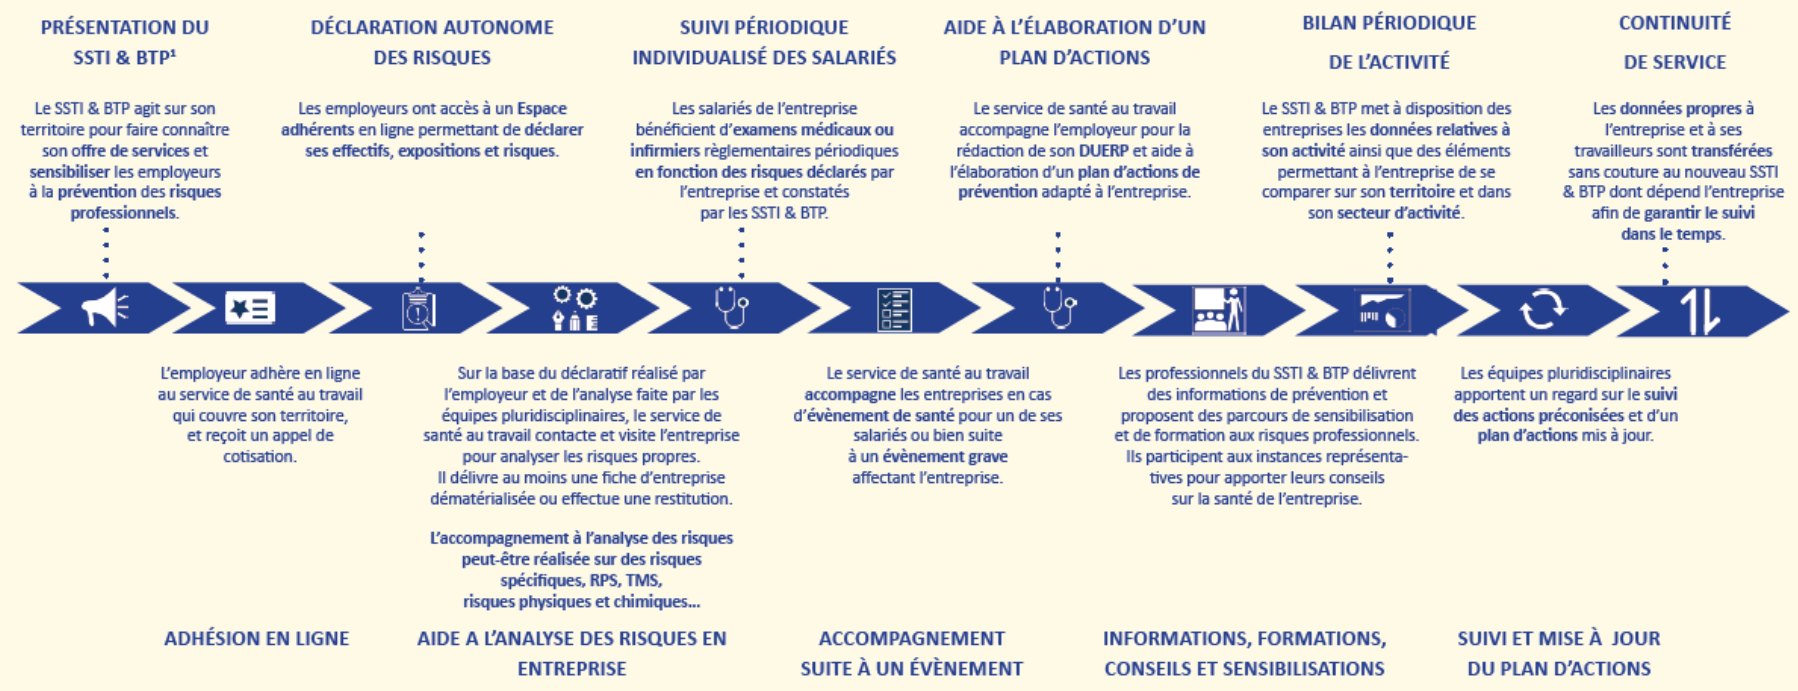 PRÉSENTATION DU
SSTI & BTP¹
Le SSTI & BTP agit sur son
territoire pour faire connaître
son offre de services et
sensibiliser les employeurs
à la prévention des risques
professionnels.
DÉCLARATION AUTONOME
DES RISQUES
Les employeurs ont accès à un Espace
adhérents en ligne permettant de déclarer
ses effectifs, expositions et risques.
SUIVI PÉRIODIQUE
INDIVIDUALISÉ DES SALARIÉS
Les salariés de l'entreprise
bénéficient d'examens médicaux ou
infirmiers règlementaires périodiques
en fonction des risques déclarés par
l'entreprise et constatés
par les SSTI & BTP.
AIDE À L'ÉLABORATION D'UN
PLAN D'ACTIONS
Le service de santé au travail
accompagne l'employeur pour la
rédaction de son DUERP et aide à
l'élaboration d'un plan d'actions de
prévention adapté à l'entreprise.
BILAN PÉRIODIQUE
DE L'ACTIVITÉ
Le SSTI & BTP met à disposition des
entreprises les données relatives à
son activité ainsi que des éléments
permettant à l'entreprise de se
comparer sur son territoire et dans
son secteur d'activité.
CONTINUITÉ
DE SERVICE
Les données propres à
l'entreprise et à ses
travailleurs sont transférées
sans couture au nouveau SSTI
& BTP dont dépend l'entreprise
afin de garantir le suivi
dans le temps.
L'employeur adhère en ligne
au service de santé au travail
qui couvre son territoire,
et reçoit un appel de
cotisation.
ADHÉSION EN LIGNE
Sur la base du déclaratif réalisé par
l'employeur et de l'analyse faite par les
équipes pluridisciplinaires, le service de
santé au travail contacte et visite l'entreprise
pour analyser les risques propres.
Il délivre au moins une fiche d'entreprise
dématérialisée ou effectue une restitution.
L'accompagnement à l'analyse des risques
peut-être réalisée sur des risques
spécifiques, RPS, TMS,
risques physiques et chimiques...
AIDE A L'ANALYSE DES RISQUES EN
ENTREPRISE
Le service de santé au travail
accompagne les entreprises en cas
d'évènement de santé pour un de ses
salariés ou bien suite
à un évènement grave
affectant l'entreprise.
ACCOMPAGNEMENT
SUITE À UN ÉVÈNEMENT
Les professionnels du SSTI & BTP délivrent
des informations de prévention et
proposent des parcours de sensibilisation
et de formation aux risques professionnels.
Ils participent aux instances représenta-
tives pour apporter leurs conseils
sur la santé de l'entreprise.
INFORMATIONS, FORMATIONS,
CONSEILS ET SENSIBILISATIONS
Les équipes pluridisciplinaires
apportent un regard sur le suivi
des actions préconisées et d'un
plan d'actions mis à jour.
SUIVI ET MISE À JOUR
DU PLAN D'ACTIONS